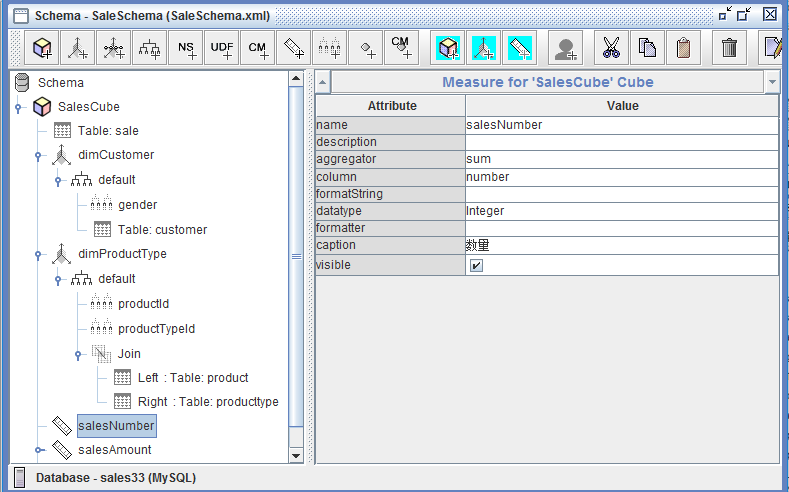 Schema - SaleSchema (SaleSchema.xml)
NS UDF CM CM
Schema
SalesCube
Table: sale
dimCustomer
default
gender
Table: customer
dimProductType
default
productId
productTypeId
Join
Left : Table: product
Right : Table: producttype
salesNumber
salesAmount
Measure for 'SalesCube' Cube
Attribute Value
name salesNumber
description
aggregator sum
column number
formatString
datatype Integer
formatter
caption 数量
visible
Database - sales33 (MySQL)